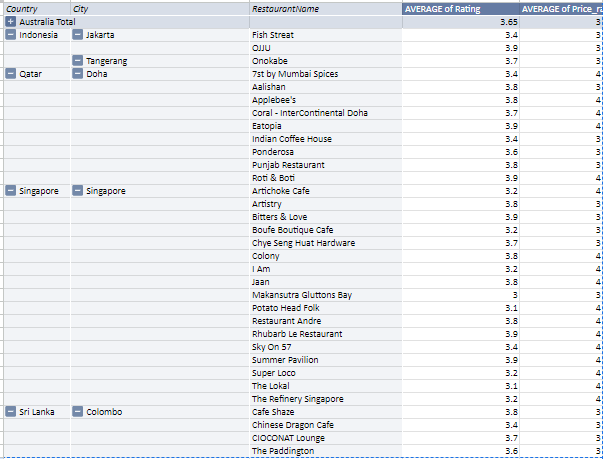 Country City RestaurantName AVERAGE of Rating AVERAGE of Price_ra
+ Australia Total 3.65 3
− Indonesia − Jakarta Fish Streat 3.4 3
OJJU 3.9 3
− Tangerang Onokabe 3.7 3
− Qatar − Doha 7st by Mumbai Spices 3.4 4
Aalishan 3.8 3
Applebee's 3.8 4
Coral - InterContinental Doha 3.7 4
Eatopia 3.9 4
Indian Coffee House 3.4 3
Ponderosa 3.6 3
Punjab Restaurant 3.8 3
Roti & Boti 3.9 4
− Singapore − Singapore Artichoke Cafe 3.2 4
Artistry 3.8 3
Bitters & Love 3.9 3
Boufe Boutique Cafe 3.2 3
Chye Seng Huat Hardware 3.7 3
Colony 3.8 4
I Am 3.2 4
Jaan 3.8 4
Makansutra Gluttons Bay 3 3
Potato Head Folk 3.1 4
Restaurant Andre 3.8 4
Rhubarb Le Restaurant 3.9 4
Sky On 57 3.4 4
Summer Pavilion 3.9 4
Super Loco 3.2 4
The Lokal 3.1 4
The Refinery Singapore 3.2 4
− Sri Lanka − Colombo Cafe Shaze 3.8 3
Chinese Dragon Cafe 3.4 3
CIOCONAT Lounge 3.7 3
The Paddington 3.6 3